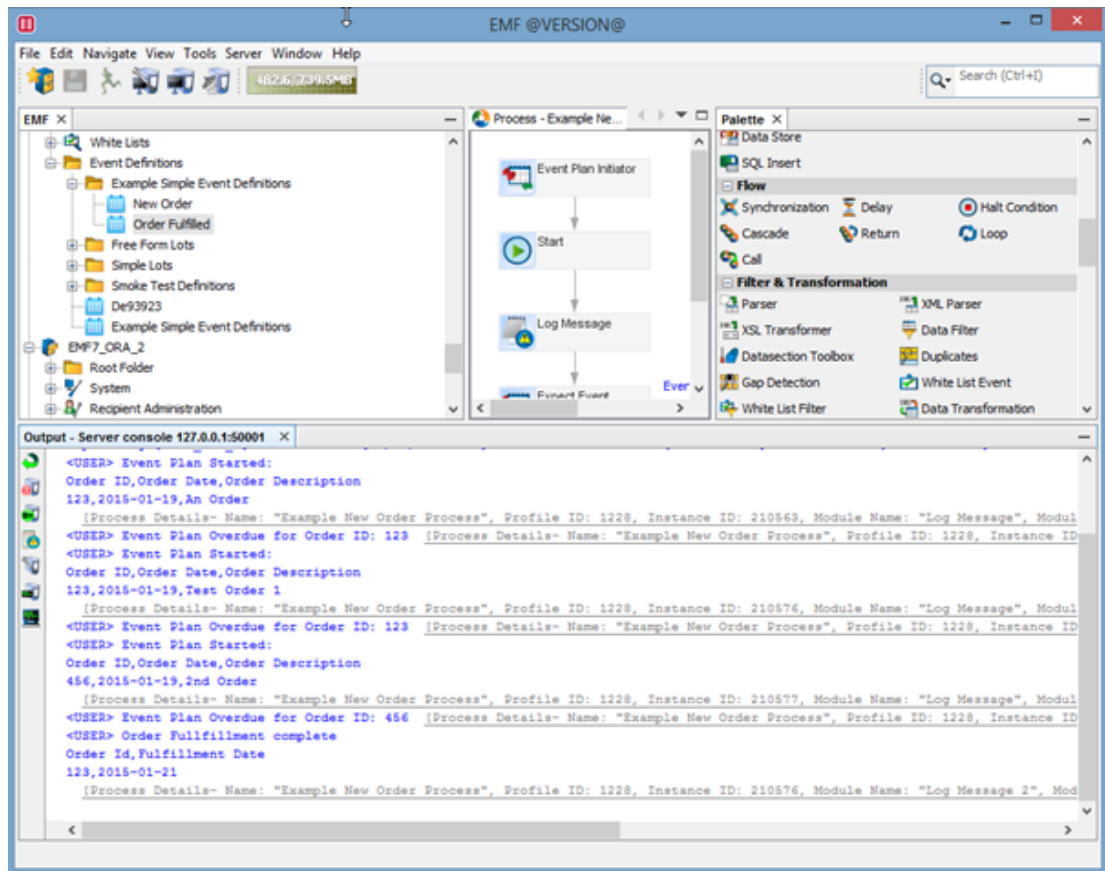 EMF @VERSION@
File Edit Navigate View Tools Server Window Help
482.6/739.5MB
Search (Ctrl+I)
EMF
White Lists
Event Definitions
Example Simple Event Definitions
New Order
Order Fulfilled
Free Form Lots
Simple Lots
Smoke Test Definitions
De93923
Example Simple Event Definitions
EMF7_ORA_2
Root Folder
System
Recipient Administration
Process - Example Ne...
Event Plan Initiator
Start
Log Message
Expect Event
Ever
Palette
Data Store
SQL Insert
Flow
Synchronization Delay Halt Condition
Cascade Return Loop
Call
Filter & Transformation
Parser XML Parser
XSL Transformer Data Filter
Datasection Toolbox Duplicates
Gap Detection White List Event
White List Filter Data Transformation
Output - Server console 127.0.0.1:50001
<USER> Event Plan Started:
Order ID,Order Date,Order Description
123,2015-01-19,An Order
[Process Details- Name: "Example New Order Process", Profile ID: 1228, Instance ID: 210563, Module Name: "Log Message", Modul
<USER> Event Plan Overdue for Order ID: 123 [Process Details- Name: "Example New Order Process", Profile ID: 1228, Instance ID
<USER> Event Plan Started:
Order ID,Order Date,Order Description
123,2015-01-19,Test Order 1
[Process Details- Name: "Example New Order Process", Profile ID: 1228, Instance ID: 210576, Module Name: "Log Message", Modul
<USER> Event Plan Overdue for Order ID: 123 [Process Details- Name: "Example New Order Process", Profile ID: 1228, Instance ID
<USER> Event Plan Started:
Order ID,Order Date,Order Description
456,2015-01-19,2nd Order
[Process Details- Name: "Example New Order Process", Profile ID: 1228, Instance ID: 210577, Module Name: "Log Message", Modul
<USER> Event Plan Overdue for Order ID: 456 [Process Details- Name: "Example New Order Process", Profile ID: 1228, Instance ID
<USER> Order Fullfillment complete
Order Id,Fulfillment Date
123,2015-01-21
[Process Details- Name: "Example New Order Process", Profile ID: 1228, Instance ID: 210576, Module Name: "Log Message 2", Mod